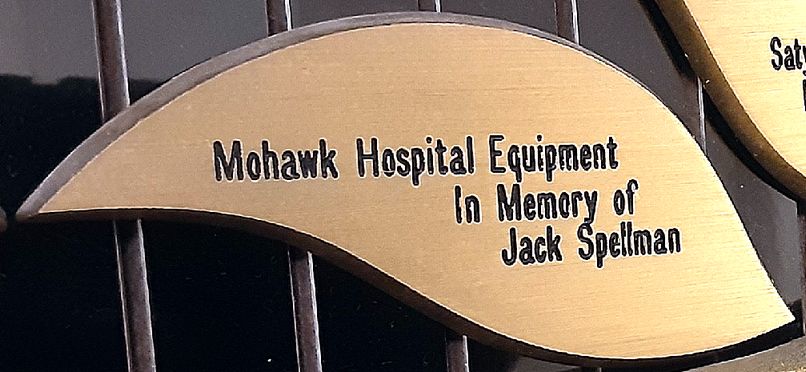 Mohawk Hospital Equipment
In Memory of
Jack Spellman